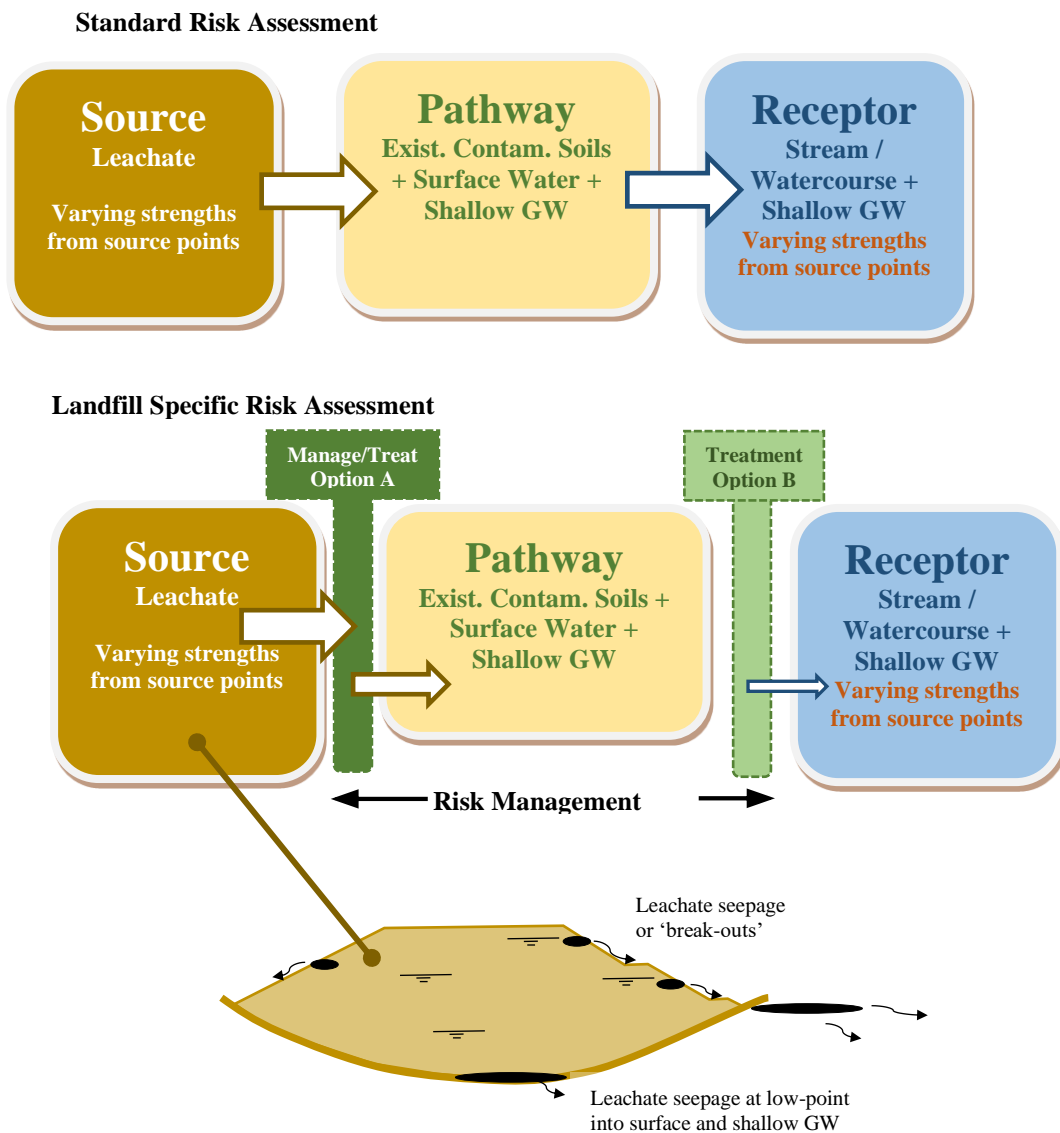 Standard Risk Assessment
Source
Leachate
Varying strengths
from source points
Pathway
Exist. Contam. Soils
+ Surface Water +
Shallow GW
Receptor
Stream /
Watercourse +
Shallow GW
Varying strengths
from source points
Landfill Specific Risk Assessment
Manage/Treat
Option A
Treatment
Option B
Source
Leachate
Varying strengths
from source points
Pathway
Exist. Contam. Soils +
Surface Water +
Shallow GW
Receptor
Stream /
Watercourse +
Shallow GW
Varying strengths
from source points
Risk Management
Leachate seepage
or ‘break-outs’
Leachate seepage at low-point
into surface and shallow GW